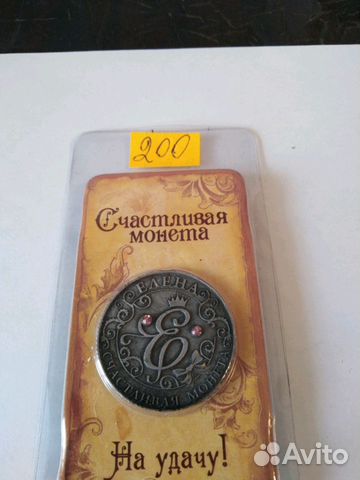 200
Счастливая
монета
ЕЛЕНА
Е
СЧАСТЛИВАЯ МОНЕТА
На удачу!
Avito